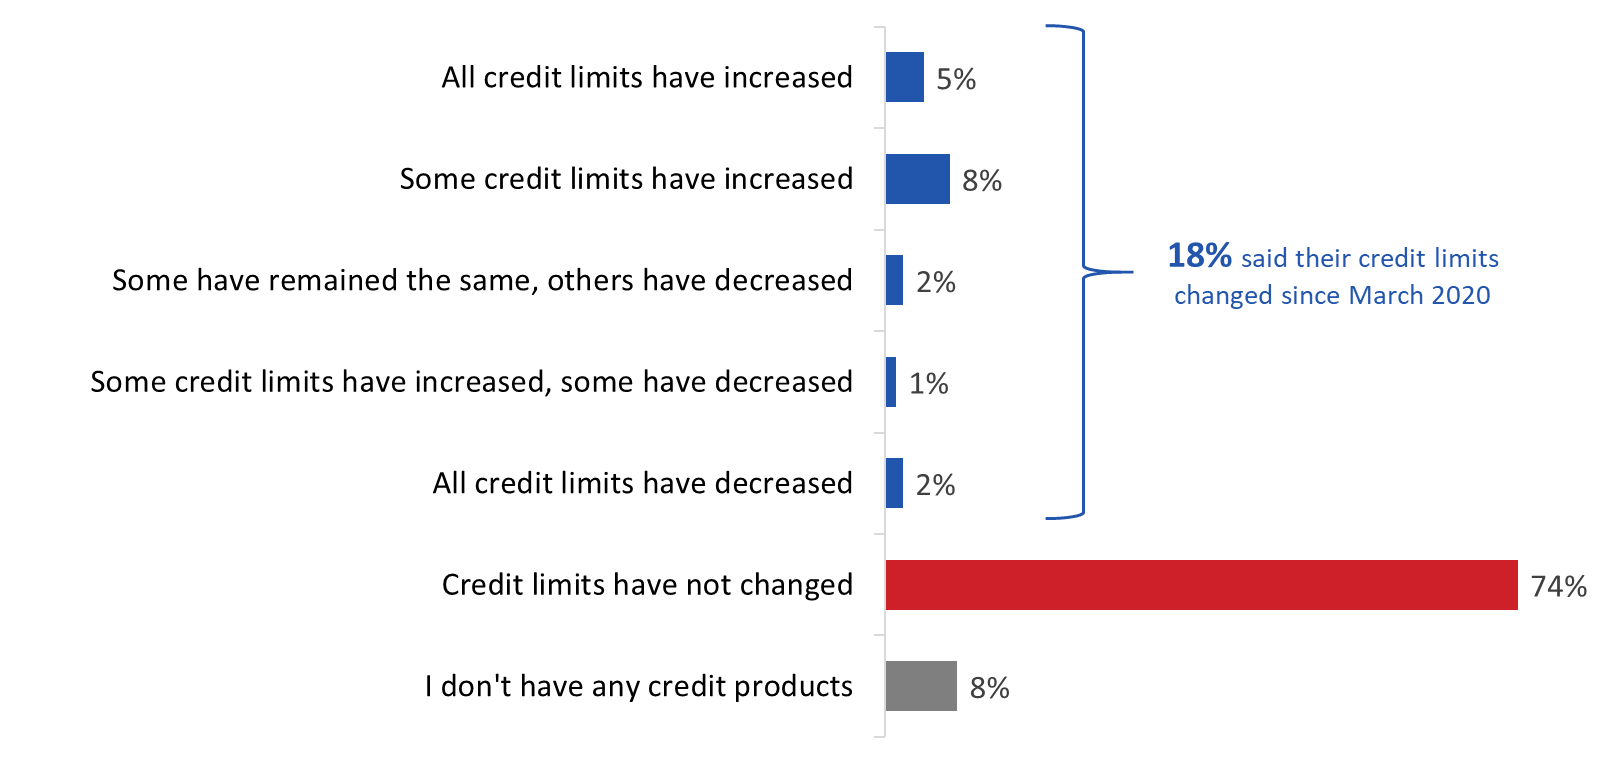 All credit limits have increased 5%
Some credit limits have increased 8%
Some have remained the same, others have decreased 2%
Some credit limits have increased, some have decreased 1%
All credit limits have decreased 2%
Credit limits have not changed 74%
I don't have any credit products 8%
18% said their credit limits
changed since March 2020